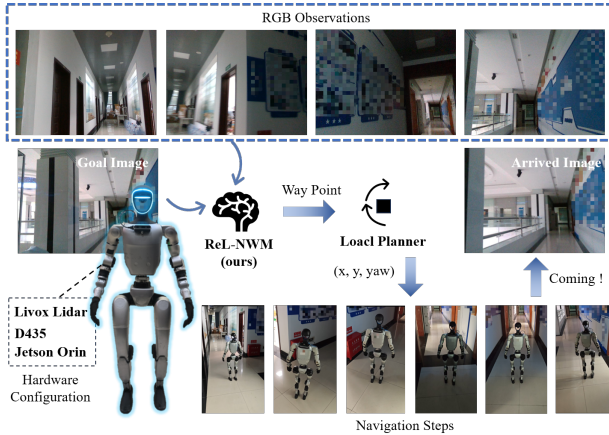 RGB Observations
Goal Image
Arrived Image
Way Point
ReL-NWM
(ours)
Loacl Planner
(x, y, yaw)
Coming !
Livox Lidar
D435
Jetson Orin
Hardware
Configuration
Navigation Steps